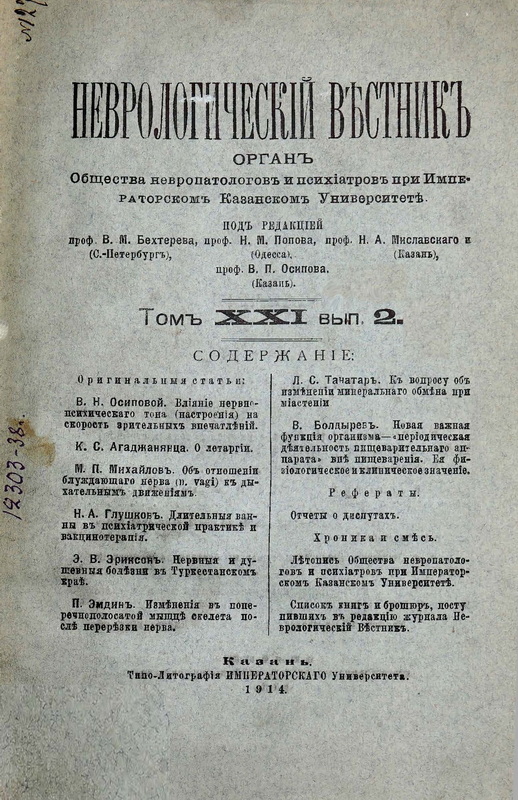 НЕВРОЛОГИЧЕСКІЙ ВѢСТНИКЪ
ОРГАНЪ
Общества невропатологовъ и психіатровъ при Импе-
раторскомъ Казанскомъ Университетѣ.
ПОДЪ РЕДАКЦІЕЙ
проф. В. М. Бехтерева, проф. Н. М. Попова, проф. Н. А. Миславскаго и
(С.-Петербургъ), (Одесса). (Казань),
проф. В. П. Осипова.
(Казань).
Томъ XXI вып. 2.
СОДЕРЖАНІЕ:
Оригинальныя статьи:
В. Н. Осиповой. Вліяніе нервно-
психическаго тона (настроенія) на
скорость зрительныхъ впечатлѣній.
К. С. Агаджанянца. О летаргіи.
М. П. Михайловъ. Объ отношеніи
блуждающаго нерва (n. vagi) къ ды-
хательнымъ движеніямъ.
Н. А. Глушковъ. Длительныя ван-
ны въ психіатрической практикѣ и
вакцинотерапія.
Э. В. Эриксонъ. Нервныя и ду-
шевныя болѣзни въ Туркестанскомъ
краѣ.
П. Эмдинъ. Измѣненія въ попе-
речнополосатой мышцѣ скелета по-
слѣ перерѣзки нерва.
Л. С. Тачатаръ. Къ вопросу объ
измѣненіи минеральнаго обмѣна при
міастеніи
В. Болдыревъ. Новая важная
функція организма—«періодическая
дѣятельность пищеварительнаго ап-
парата» внѣ пищеваренія. Ея фи-
зіологическое и клиническое значеніе.
Рефераты.
Отчеты о диспутахъ.
Хроника и смѣсь.
Лѣтопись Общества невропатоло-
говъ и психіатровъ при Император-
скомъ Казанскомъ Университетѣ.
Списокъ книгъ и брошюръ, посту
пившихъ въ редакцію журнала Не-
врологическій Вѣстникъ.
Казань.
Типо-Литографія ИМПЕРАТОРСКАГО Университета.
1914.
12303-38.